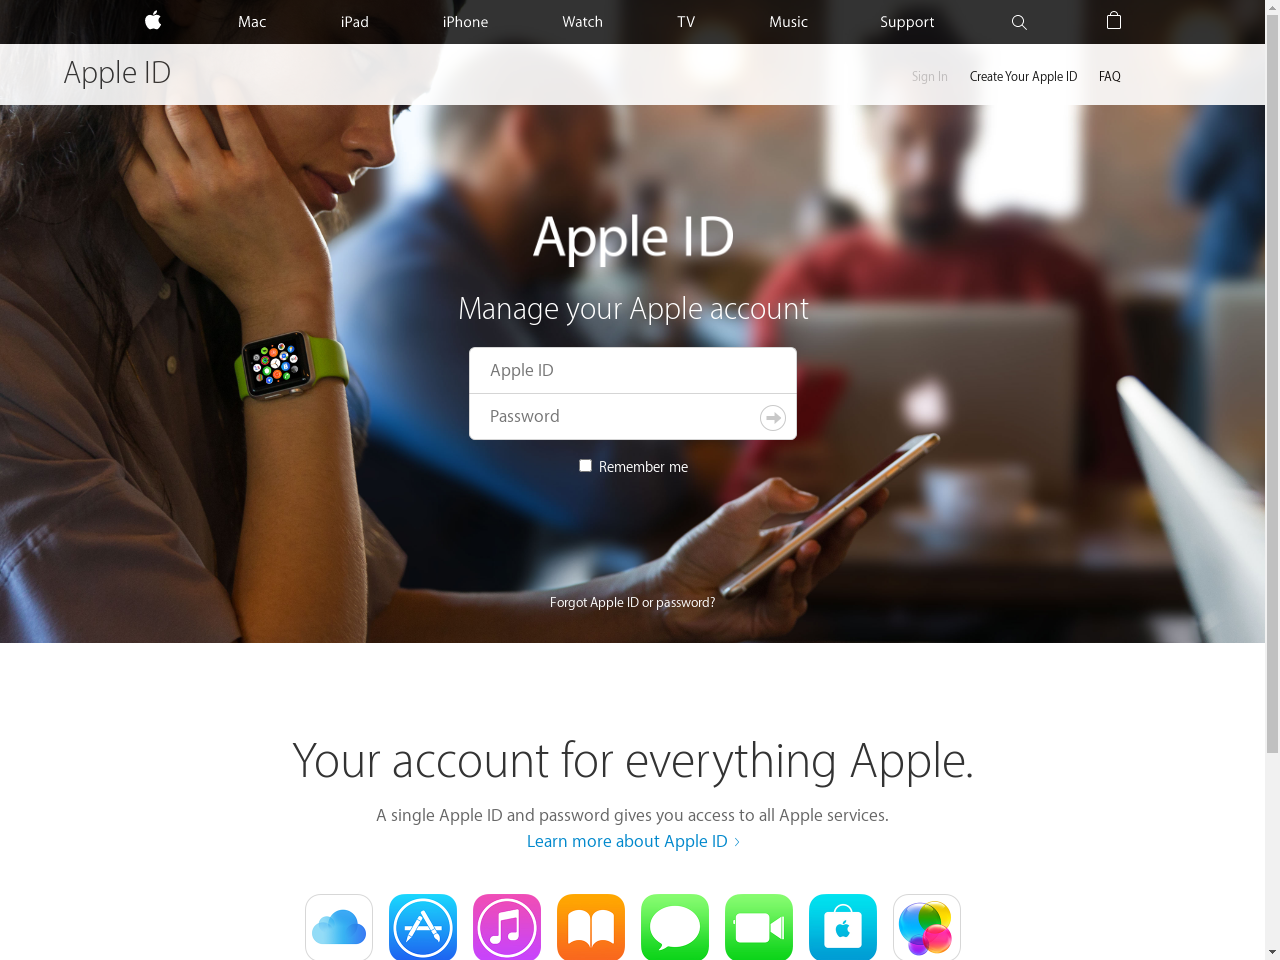 Mac iPad iPhone Watch TV Music Support
Apple ID
Sign In Create Your Apple ID FAQ
Apple ID
Manage your Apple account
Apple ID
Password
Remember me
Forgot Apple ID or password?
Your account for everything Apple.
A single Apple ID and password gives you access to all Apple services.
Learn more about Apple ID